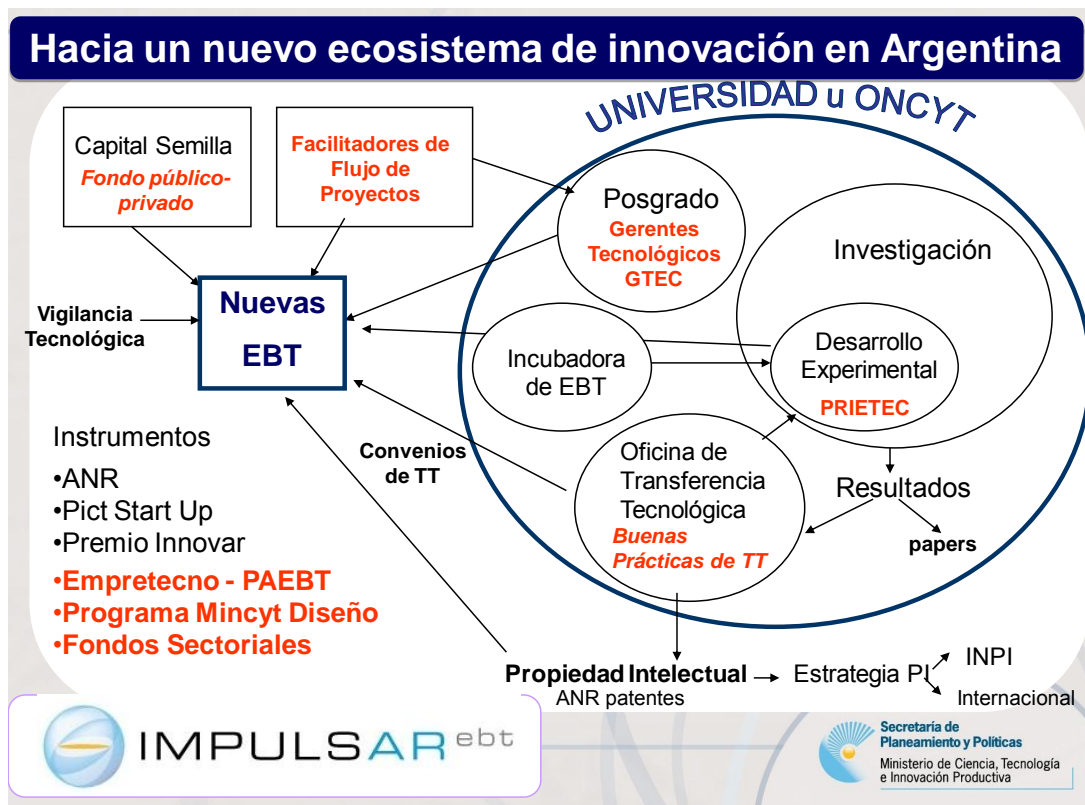 Hacia un nuevo ecosistema de innovación en Argentina
UNIVERSIDAD u ONCYT
Capital Semilla
Fondo público-
privado
Facilitadores de
Flujo de
Proyectos
Posgrado
Gerentes
Tecnológicos
GTEC
Investigación
Vigilancia
Tecnológica
Nuevas
EBT
Incubadora
de EBT
Desarrollo
Experimental
PRIETEC
Convenios
de TT
Oficina de
Transferencia
Tecnológica
Buenas
Prácticas de TT
Resultados
papers
Instrumentos
•ANR
•Pict Start Up
•Premio Innovar
•Empretecno - PAEBT
•Programa Mincyt Diseño
•Fondos Sectoriales
Propiedad Intelectual
ANR patentes
Estrategia PI
INPI
Internacional
IMPULSAR ebt
Secretaría de
Planeamiento y Políticas
Ministerio de Ciencia, Tecnología
e Innovación Productiva